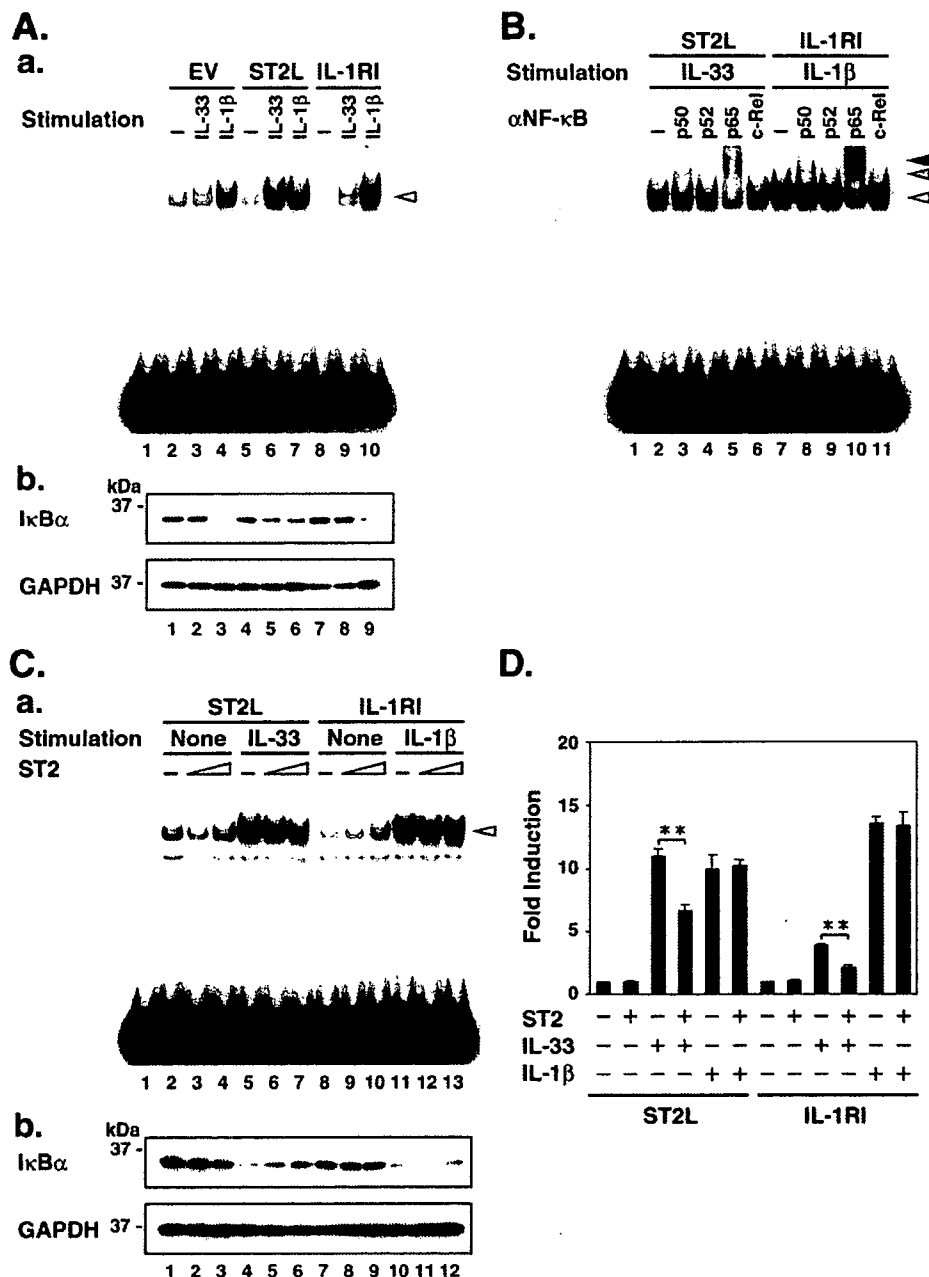 A.
a.
EV ST2L IL-1RI
Stimulation – IL-33 IL-1β – IL-33 IL-1β – IL-33 IL-1β
1 2 3 4 5 6 7 8 9 10
b.
kDa
37 -
IκBα
GAPDH 37 -
1 2 3 4 5 6 7 8 9
B.
ST2L IL-1RI
Stimulation IL-33 IL-1β
αNF-κB – p50 p52 p65 c-Rel – p50 p52 p65 c-Rel
1 2 3 4 5 6 7 8 9 10 11
C.
a.
ST2L IL-1RI
Stimulation None IL-33 None IL-1β
ST2 – – – –
1 2 3 4 5 6 7 8 9 10 11 12 13
b.
kDa
37 -
IκBα
GAPDH 37 -
1 2 3 4 5 6 7 8 9 10 11 12
D.
Fold Induction
20
15
10
5
0
** **
ST2 – + – + – + – + – + – +
IL-33 – – + + – – – – + + – –
IL-1β – – – – + + – – – – + +
ST2L IL-1RI